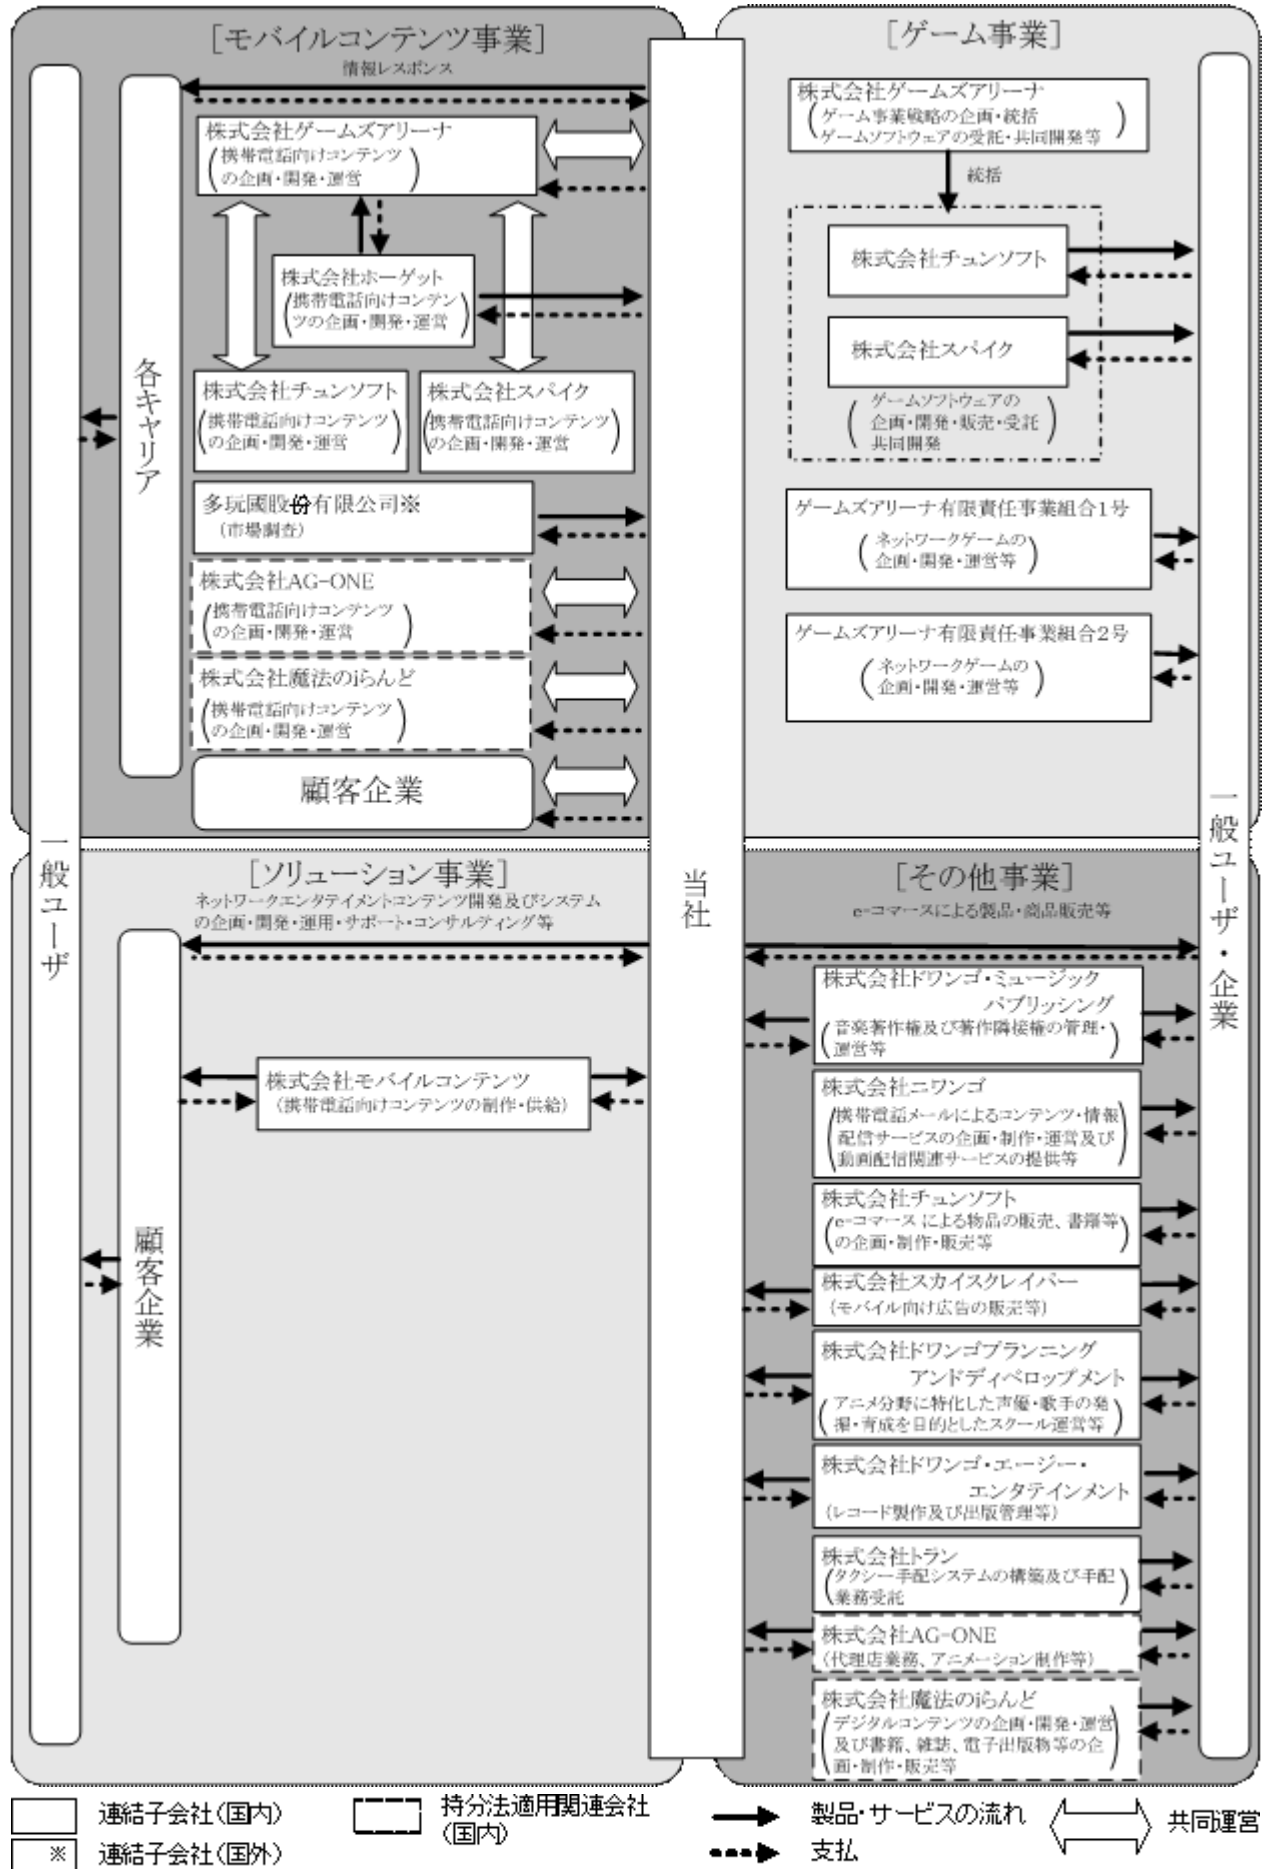 [モバイルコンテンツ事業]
情報レスポンス
株式会社ゲームズアリーナ
(携帯電話向けコンテンツ
の企画・開発・運営)
株式会社ホーゲット
(携帯電話向けコンテン
ツの企画・開発・運営)
株式会社チュンソフト
(携帯電話向けコンテンツ
の企画・開発・運営)
株式会社スパイク
(携帯電話向けコンテンツ
の企画・開発・運営)
多玩國股份有限公司※
(市場調査)
株式会社AG-ONE
(携帯電話向けコンテンツ
の企画・開発・運営)
株式会社魔法のiらんど
(携帯電話向けコンテンツ
の企画・開発・運営)
顧客企業
各キャリア
一般ユーザ
[ゲーム事業]
株式会社ゲームズアリーナ
(ゲーム事業戦略の企画・統括
ゲームソフトウェアの受託・共同開発等)
統括
株式会社チュンソフト
株式会社スパイク
(ゲームソフトウェアの
企画・開発・販売・受託
共同開発)
ゲームズアリーナ有限責任事業組合1号
(ネットワークゲームの
企画・開発・運営等)
ゲームズアリーナ有限責任事業組合2号
(ネットワークゲームの
企画・開発・運営等)
一般ユーザ・企業
当社
[ソリューション事業]
ネットワークエンタテイメントコンテンツ開発及びシステム
の企画・開発・運用・サポート・コンサルティング等
株式会社モバイルコンテンツ
(携帯電話向けコンテンツの制作・供給)
顧客企業
[その他事業]
e-コマースによる製品・商品販売等
株式会社ドワンゴ・ミュージック
パブリッシング
(音楽著作権及び著作隣接権の管理・
運営等)
株式会社ニワンゴ
(携帯電話メールによるコンテンツ・情報
配信サービスの企画・制作・運営及び
動画配信関連サービスの提供等)
株式会社チュンソフト
(e-コマースによる物品の販売、書籍等
の企画・制作・販売等)
株式会社スカイスクレイパー
(モバイル向け広告の販売等)
株式会社ドワンゴプランニング
アンドディベロップメント
(アニメ分野に特化した声優・歌手の発
掘・育成を目的としたスクール運営等)
株式会社ドワンゴ・エージー・
エンタテインメント
(レコード製作及び出版管理等)
株式会社トラン
(タクシー手配システムの構築及び手配
業務受託)
株式会社AG-ONE
(代理店業務、アニメーション制作等)
株式会社魔法のiらんど
(デジタルコンテンツの企画・開発・運営
及び書籍、雑誌、電子出版物等の企
画・制作・販売等)
連結子会社(国内)
※ 連結子会社(国外)
持分法適用関連会社
(国内)
製品・サービスの流れ
支払
共同運営